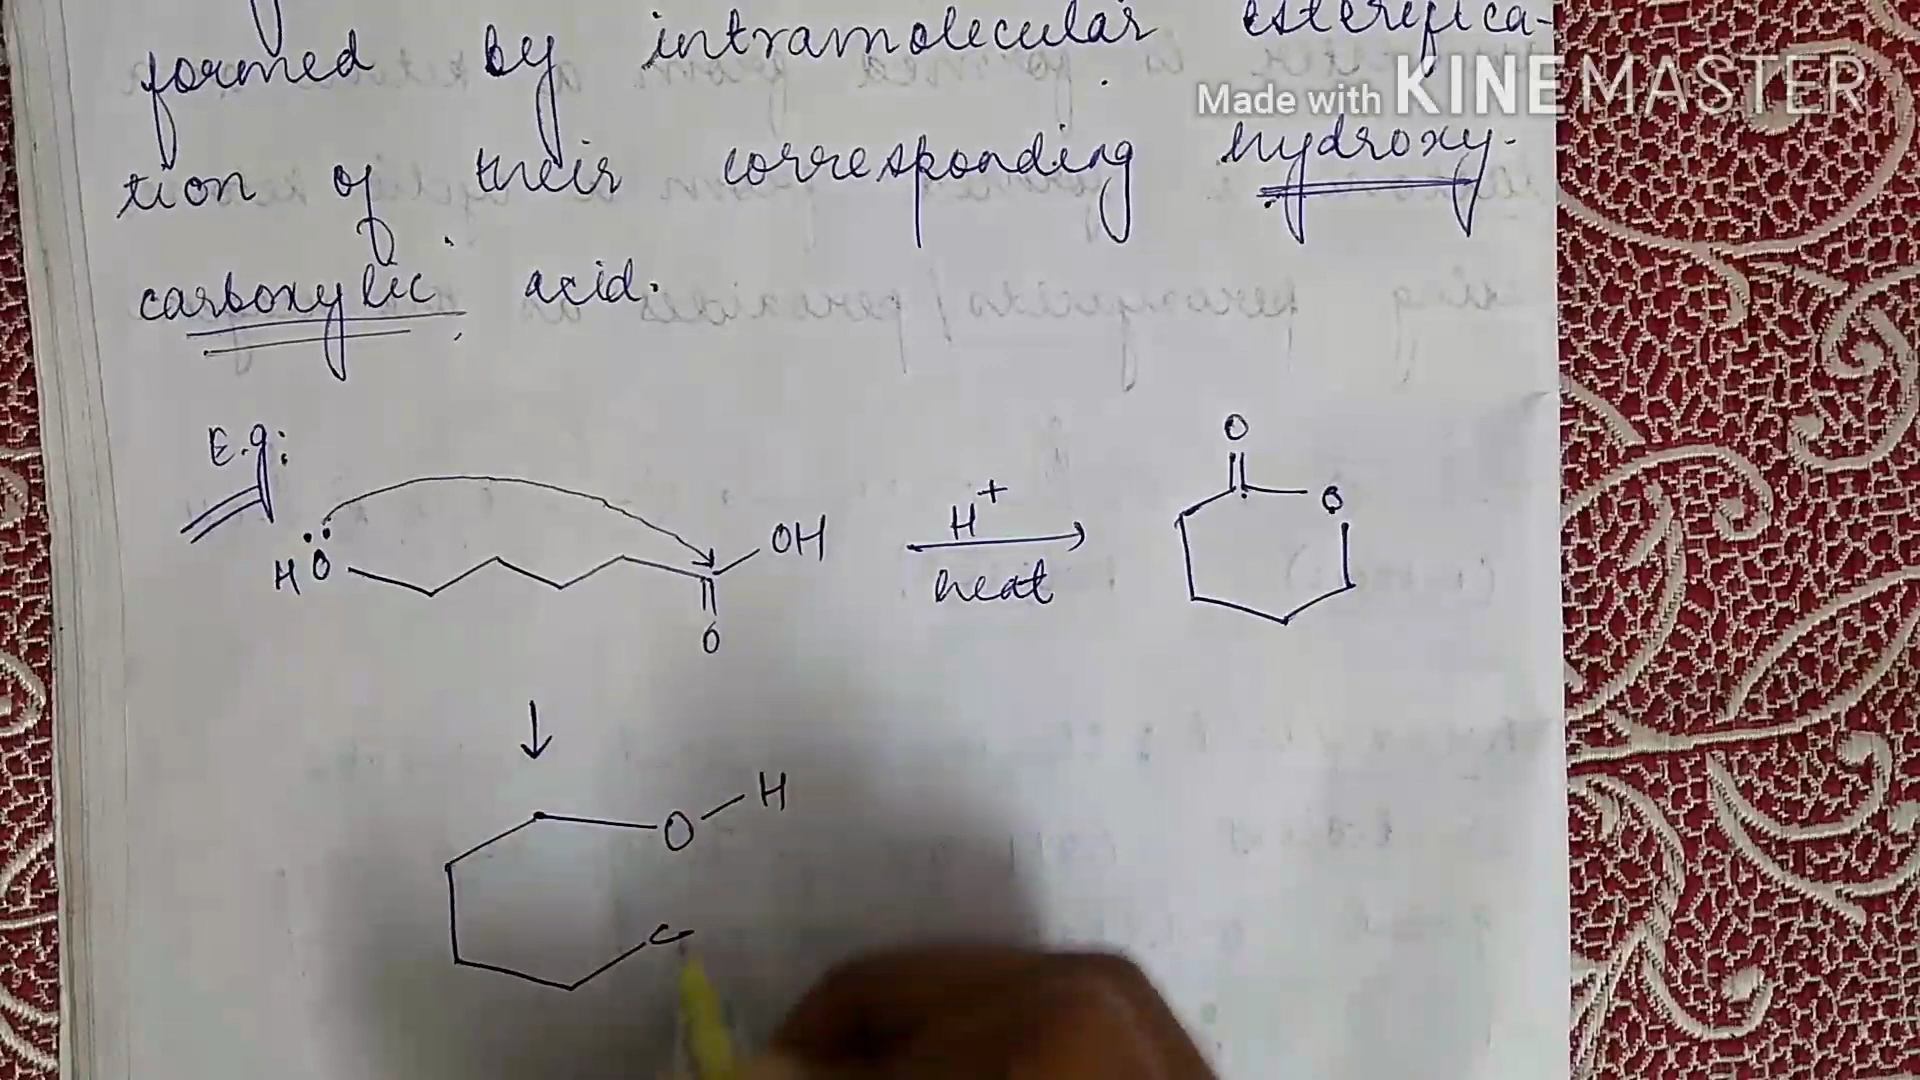 formed by intramolecular esterifica-
Made with KINEMASTER
tion of their corresponding hydroxy-
carboxylic acid.
E.g:
HO OH
O
H+
heat
O
O
O-H
C